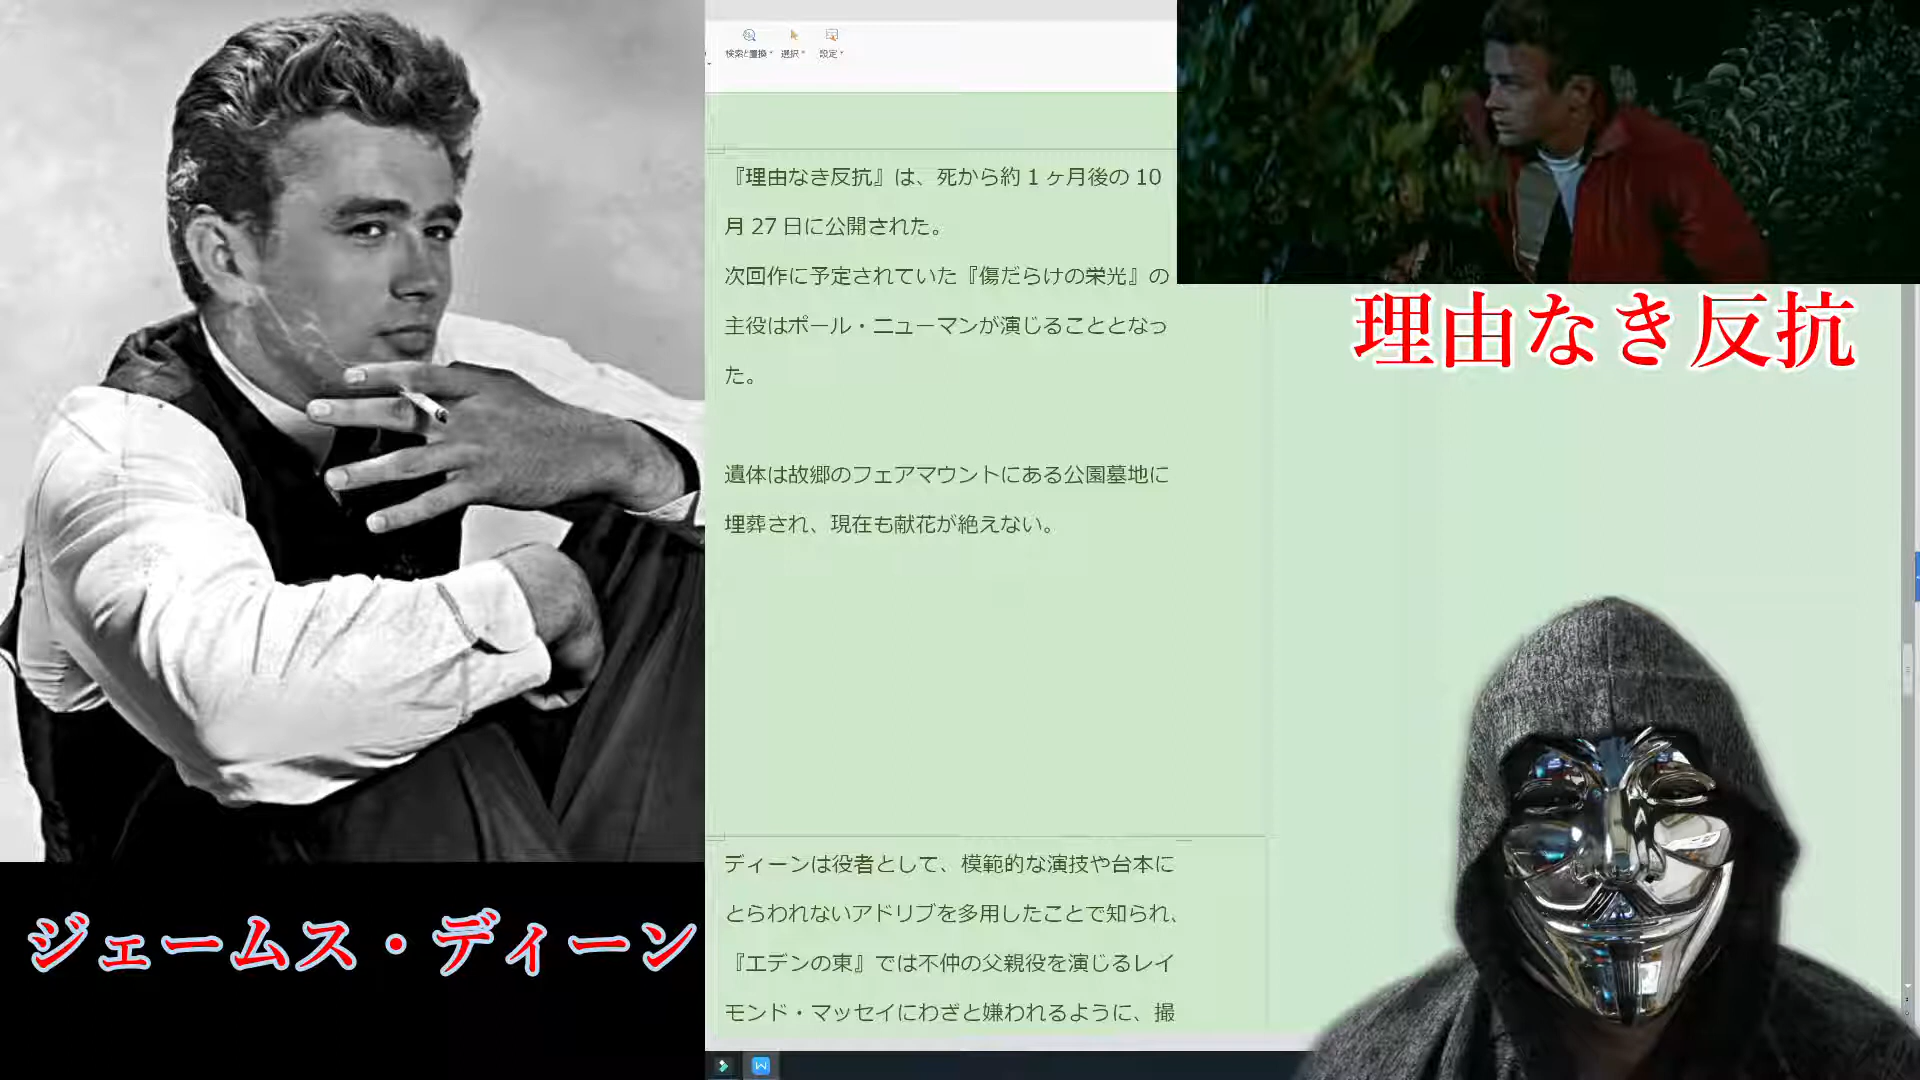 検索と置換
選択
設定
『理由なき反抗』は、死から約 1 ヶ月後の 10
月 27 日に公開された。
次回作に予定されていた『傷だらけの栄光』の
主役はポール・ニューマンが演じることとなっ
た。
遺体は故郷のフェアマウントにある公園墓地に
埋葬され、現在も献花が絶えない。
ディーンは役者として、模範的な演技や台本に
とらわれないアドリブを多用したことで知られ、
『エデンの東』では不仲の父親役を演じるレイ
モンド・マッセイにわざと嫌われるように、撮
理由なき反抗
ジェームス・ディーン